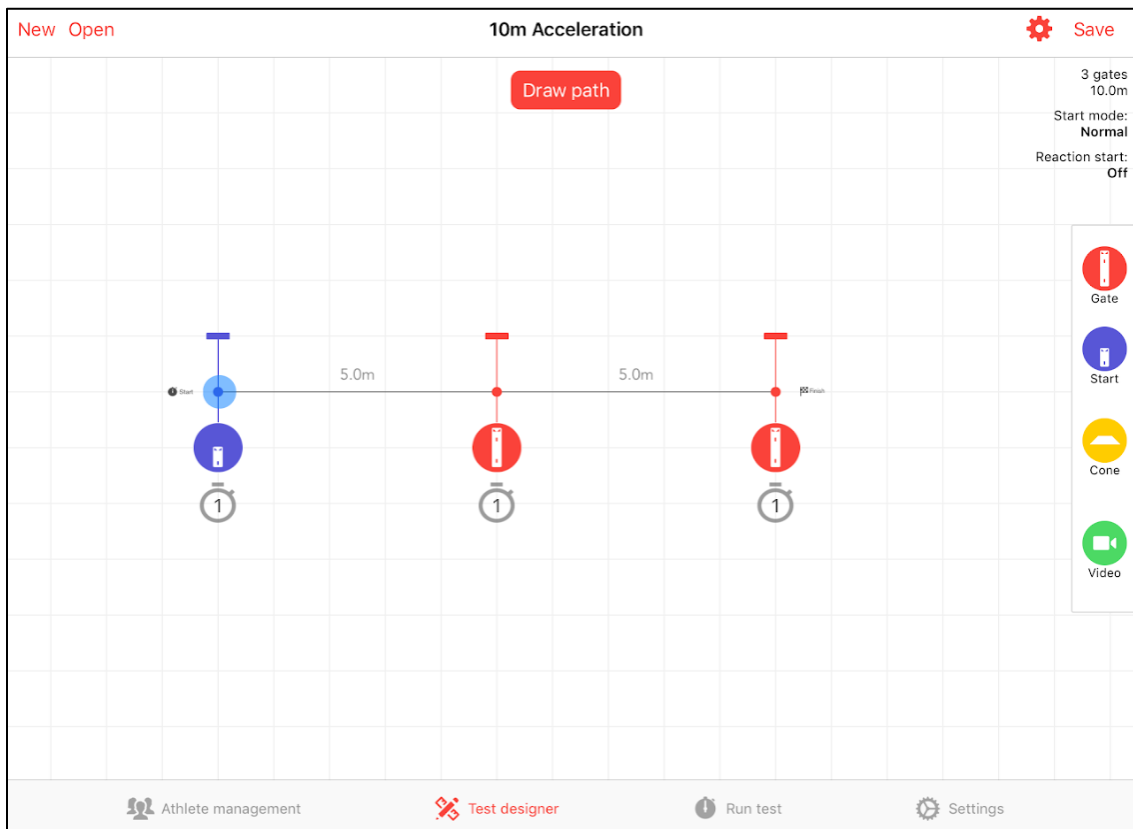 New Open
10m Acceleration
Save
Draw path
3 gates
10.0m
Start mode:
Normal
Reaction start:
Off
Gate
Start
Cone
Video
5.0m
5.0m
Start
Finish
1
1
1
Athlete management
Test designer
Run test
Settings